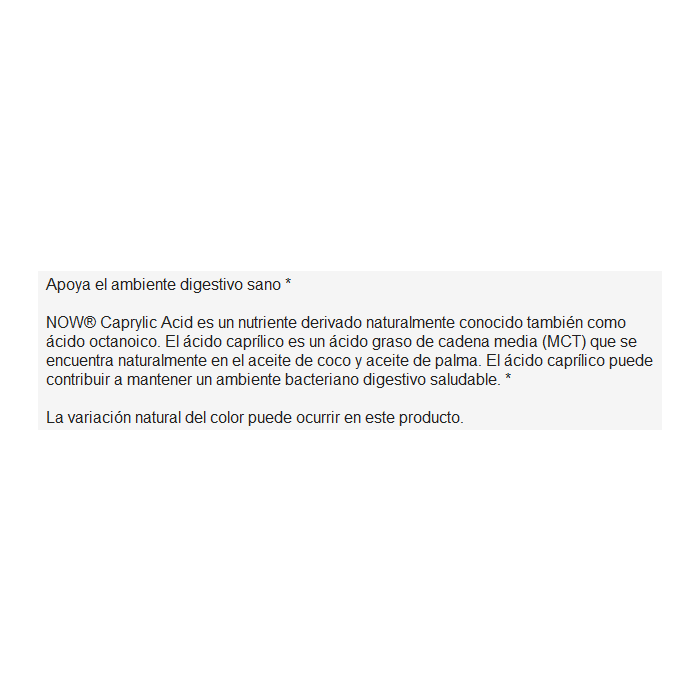 Apoya el ambiente digestivo sano *
NOW® Caprylic Acid es un nutriente derivado naturalmente conocido también como
ácido octanoico. El ácido caprílico es un ácido graso de cadena media (MCT) que se
encuentra naturalmente en el aceite de coco y aceite de palma. El ácido caprílico puede
contribuir a mantener un ambiente bacteriano digestivo saludable. *
La variación natural del color puede ocurrir en este producto.